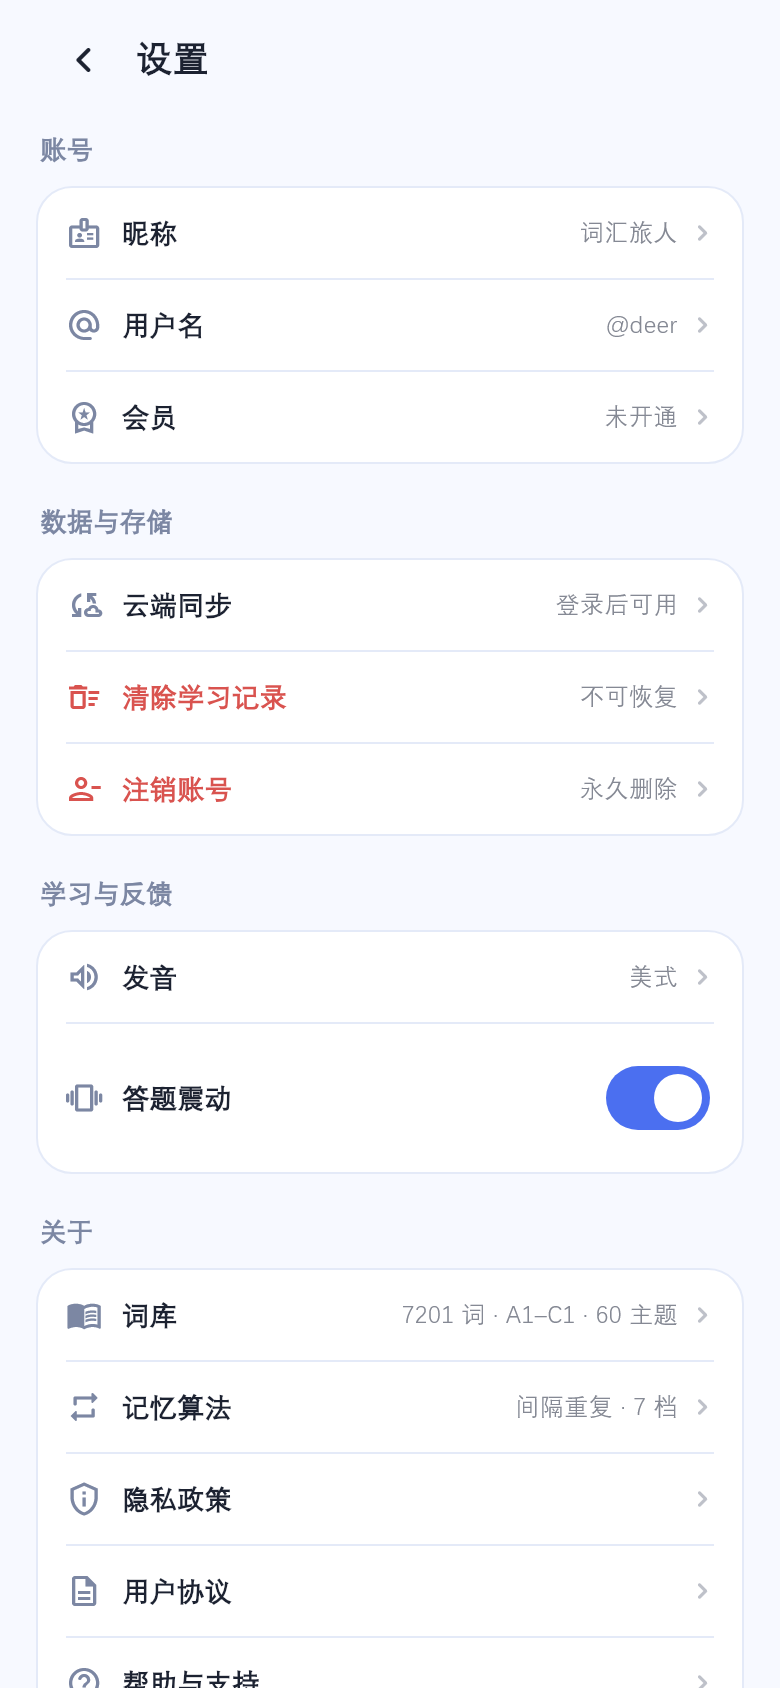 设置
账号
昵称 词汇旅人
用户名 @deer
会员 未开通
数据与存储
云端同步 登录后可用
清除学习记录 不可恢复
注销账号 永久删除
学习与反馈
发音 美式
答题震动
关于
词库 7201 词 · A1–C1 · 60 主题
记忆算法 间隔重复 · 7 档
隐私政策
用户协议
帮助与支持